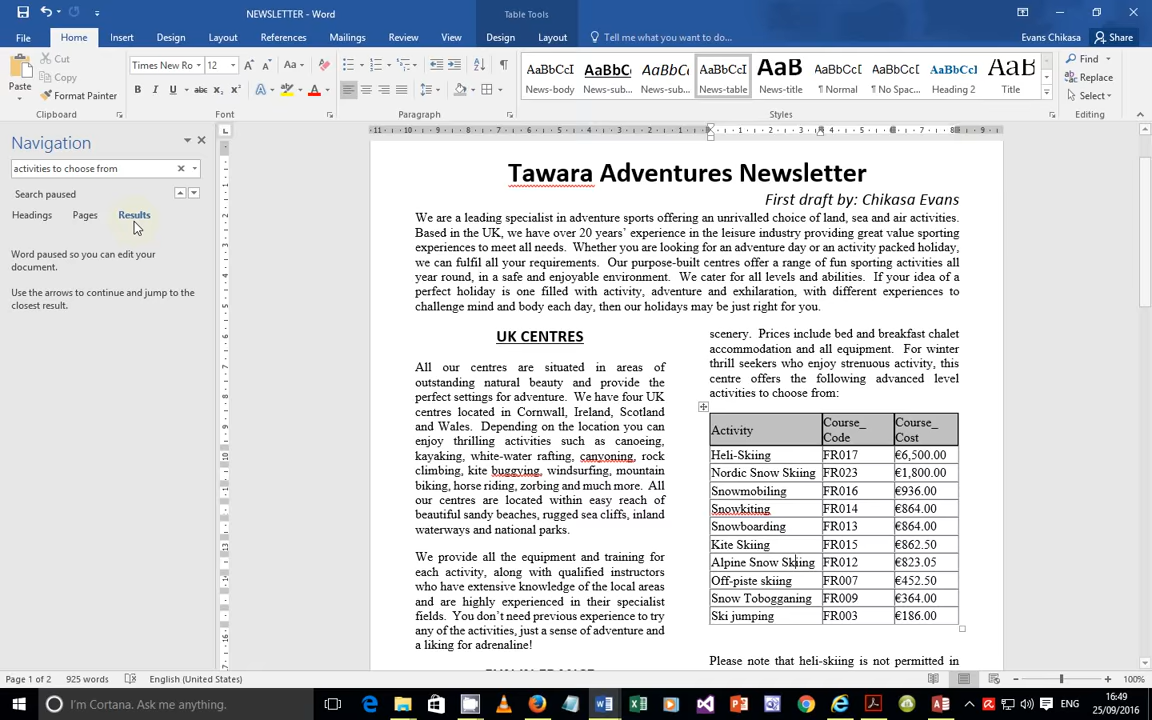 NEWSLETTER - Word
Table Tools
File
Home
Insert
Design
Layout
References
Mailings
Review
View
Design
Layout
Tell me what you want to do...
Evans Chikasa
Share
Paste
Cut
Copy
Format Painter
Clipboard
Times New Ro
12
Font
Paragraph
AaBbCcI
News-body
AaBbCc
News-sub...
AaBbCcI
News-sub...
AaBbCcI
News-table
AaB
News-title
AaBbCcI
¶ Normal
AaBbCcI
¶ No Spac...
AaBbCcI
Heading 2
AaB
Title
Styles
Find
Replace
Select
Editing
Navigation
activities to choose from
Search paused
Headings
Pages
Results
Word paused so you can edit your
document.
Use the arrows to continue and jump to the
closest result.
Tawara Adventures Newsletter
First draft by: Chikasa Evans
We are a leading specialist in adventure sports offering an unrivalled choice of land, sea and air activities.
Based in the UK, we have over 20 years' experience in the leisure industry providing great value sporting
experiences to meet all needs. Whether you are looking for an adventure day or an activity packed holiday,
we can fulfil all your requirements. Our purpose-built centres offer a range of fun sporting activities all
year round, in a safe and enjoyable environment. We cater for all levels and abilities. If your idea of a
perfect holiday is one filled with activity, adventure and exhilaration, with different experiences to
challenge mind and body each day, then our holidays may be just right for you.
UK CENTRES
All our centres are situated in areas of
outstanding natural beauty and provide the
perfect settings for adventure. We have four UK
centres located in Cornwall, Ireland, Scotland
and Wales. Depending on the location you can
enjoy thrilling activities such as canoeing,
kayaking, white-water rafting, canyoning, rock
climbing, kite buggying, windsurfing, mountain
biking, horse riding, zorbing and much more. All
our centres are located within easy reach of
beautiful sandy beaches, rugged sea cliffs, inland
waterways and national parks.
We provide all the equipment and training for
each activity, along with qualified instructors
who have extensive knowledge of the local areas
and are highly experienced in their specialist
fields. You don't need previous experience to try
any of the activities, just a sense of adventure and
a liking for adrenaline!
scenery. Prices include bed and breakfast chalet
accommodation and all equipment. For winter
thrill seekers who enjoy strenuous activity, this
centre offers the following advanced level
activities to choose from:
Activity Course_ Code Course_ Cost
Heli-Skiing FR017 €6,500.00
Nordic Snow Skiing FR023 €1,800.00
Snowmobiling FR016 €936.00
Snowkiting FR014 €864.00
Snowboarding FR013 €864.00
Kite Skiing FR015 €862.50
Alpine Snow Skiing FR012 €823.05
Off-piste skiing FR007 €452.50
Snow Tobogganing FR009 €364.00
Ski jumping FR003 €186.00
Please note that heli-skiing is not permitted in
Page 1 of 2
925 words
English (United States)
100%
I'm Cortana. Ask me anything.
ENG
16:49
25/09/2016